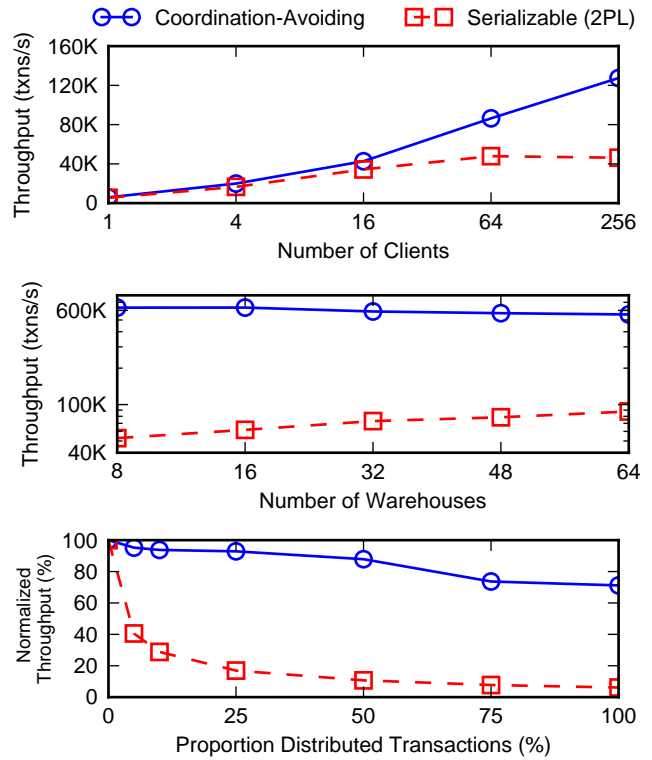 Coordination-Avoiding Serializable (2PL)
160K
120K
80K
40K
0
Throughput (txns/s)
1 4 16 64 256
Number of Clients
600K
100K
40K
Throughput (txns/s)
8 16 32 48 64
Number of Warehouses
100
80
60
40
20
0
Normalized
Throughput (%)
0 25 50 75 100
Proportion Distributed Transactions (%)